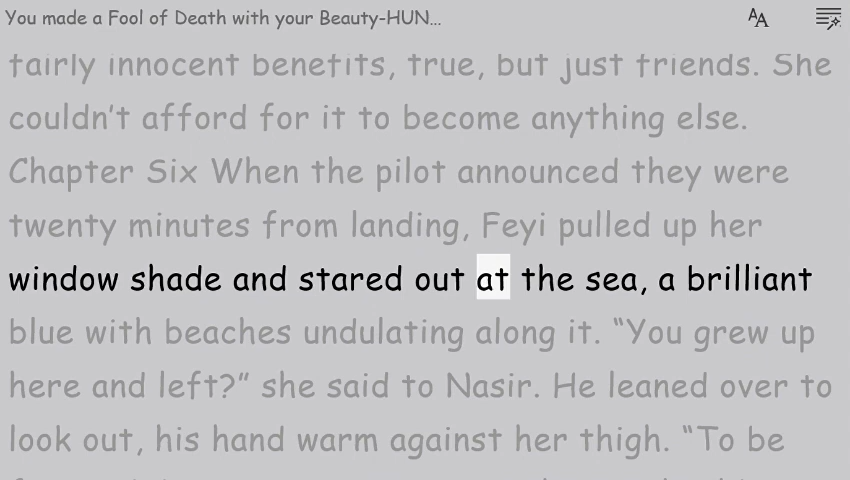 You made a Fool of Death with your Beauty-HUN...
AA
fairly innocent benefits, true, but just friends. She
couldn't afford for it to become anything else.
Chapter Six When the pilot announced they were
twenty minutes from landing, Feyi pulled up her
window shade and stared out at the sea, a brilliant
blue with beaches undulating along it. “You grew up
here and left?” she said to Nasir. He leaned over to
look out, his hand warm against her thigh. “To be